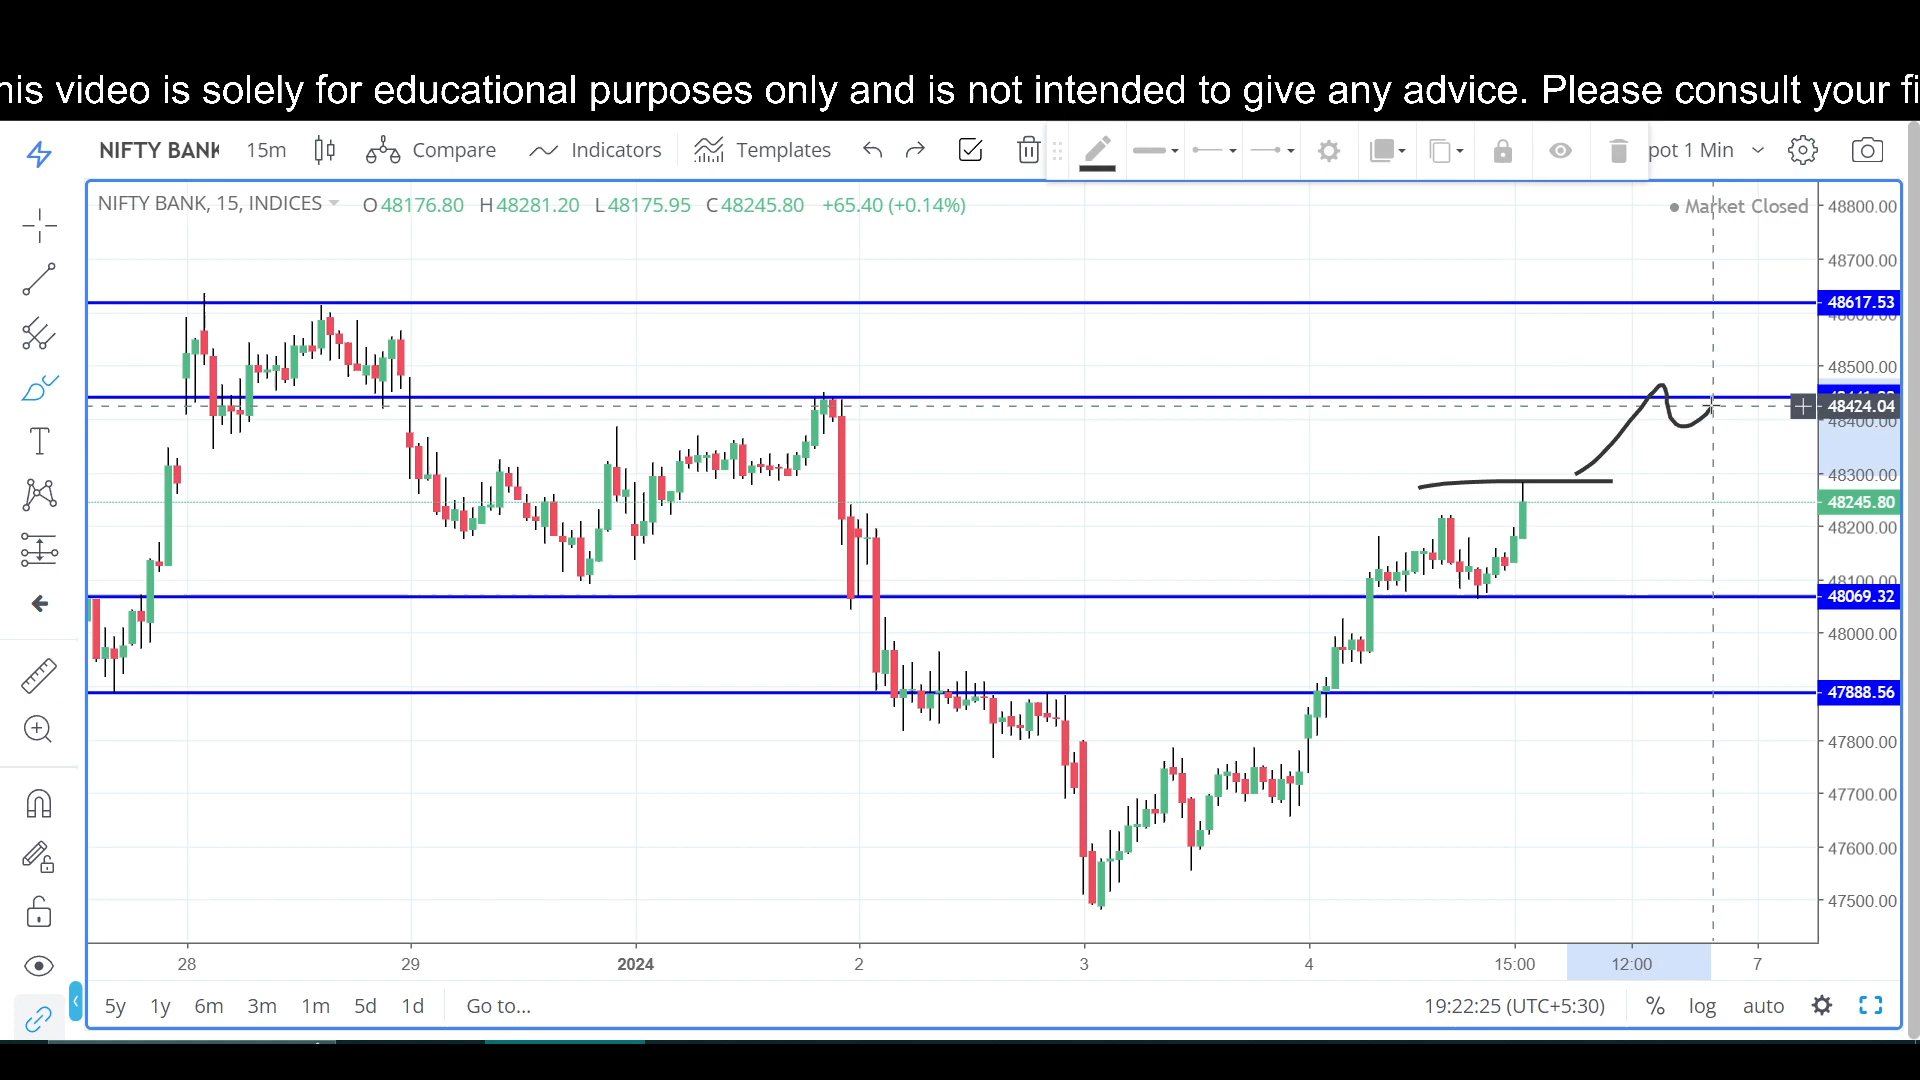 his video is solely for educational purposes only and is not intended to give any advice. Please consult your fi
NIFTY BANK 15m Compare Indicators Templates pot 1 Min
NIFTY BANK, 15, INDICES O 48176.80 H 48281.20 L 48175.95 C 48245.80 +65.40 (+0.14%)
Market Closed
48800.00
48700.00
48617.53
48500.00
48424.04
48400.00
48300.00
48245.80
48200.00
48100.00
48069.32
48000.00
47888.56
47800.00
47700.00
47600.00
47500.00
28 29 2024 2 3 4 15:00 12:00 7
5y 1y 6m 3m 1m 5d 1d Go to... 19:22:25 (UTC+5:30) % log auto